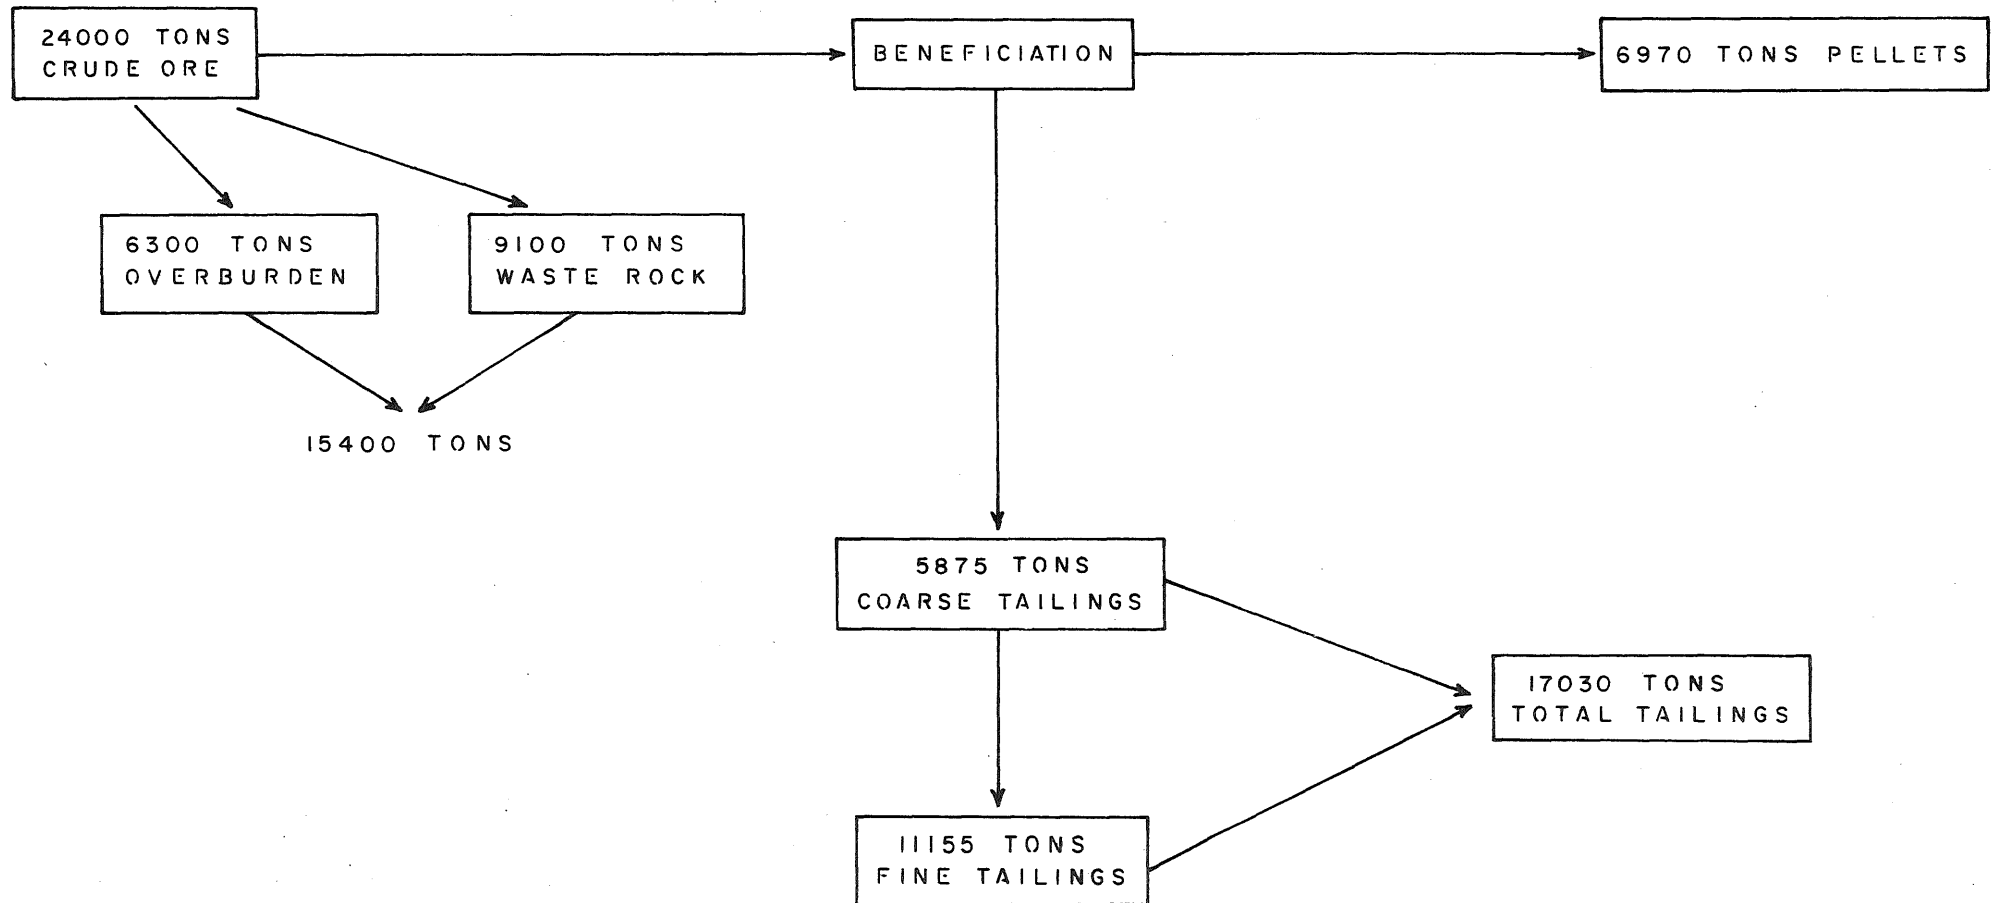 24000 TONS
CRUDE ORE
BENEFICIATION
6970 TONS PELLETS
6300 TONS
OVERBURDEN
9100 TONS
WASTE ROCK
15400 TONS
5875 TONS
COARSE TAILINGS
17030 TONS
TOTAL TAILINGS
11155 TONS
FINE TAILINGS